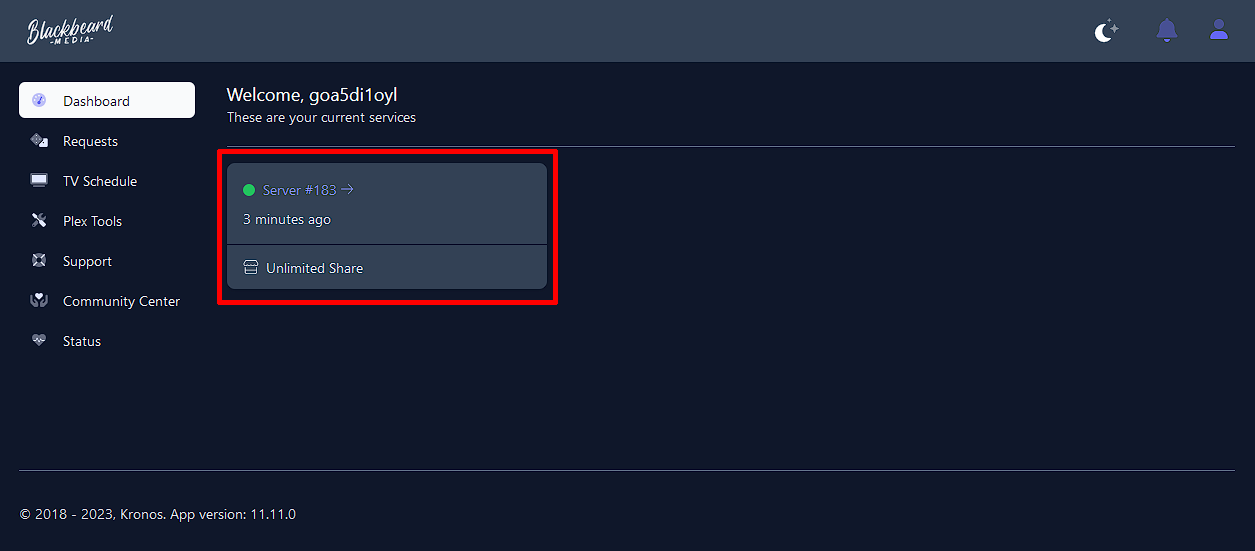 Blackbeard
-MEDIA-
Dashboard
Requests
TV Schedule
Plex Tools
Support
Community Center
Status
Welcome, goa5di1oyl
These are your current services
Server #183
3 minutes ago
Unlimited Share
© 2018 - 2023, Kronos. App version: 11.11.0